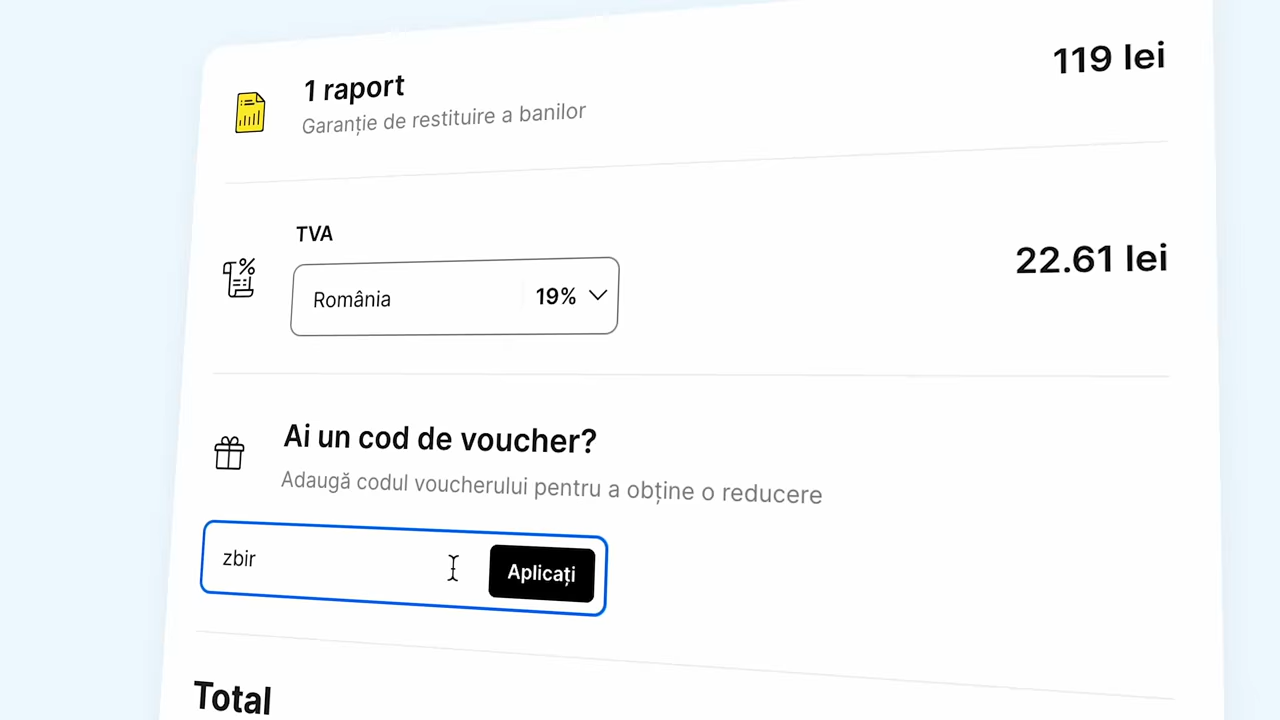 1 raport
119 lei
Garanție de restituire a banilor
TVA
România 19%
22.61 lei
Ai un cod de voucher?
Adaugă codul voucherului pentru a obține o reducere
zbir
Aplicați
Total